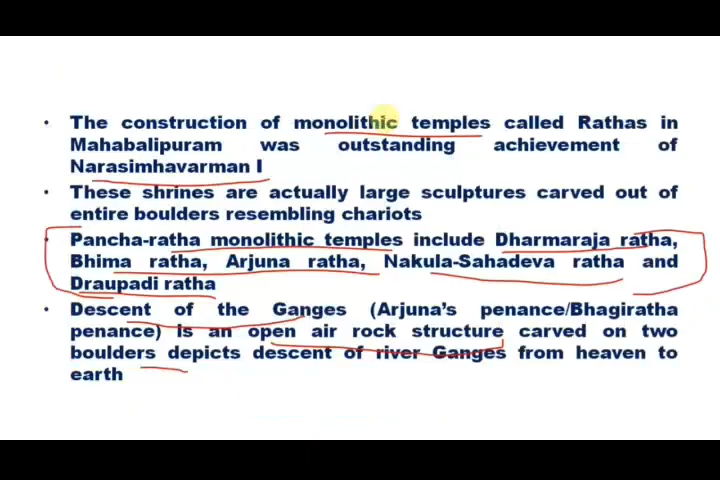 • The construction of monolithic temples called Rathas in
Mahabalipuram was outstanding achievement of
Narasimhavarman I
• These shrines are actually large sculptures carved out of
entire boulders resembling chariots
• Pancha-ratha monolithic temples include Dharmaraja ratha,
Bhima ratha, Arjuna ratha, Nakula-Sahadeva ratha and
Draupadi ratha
• Descent of the Ganges (Arjuna's penance/Bhagiratha
penance) is an open air rock structure carved on two
boulders depicts descent of river Ganges from heaven to
earth